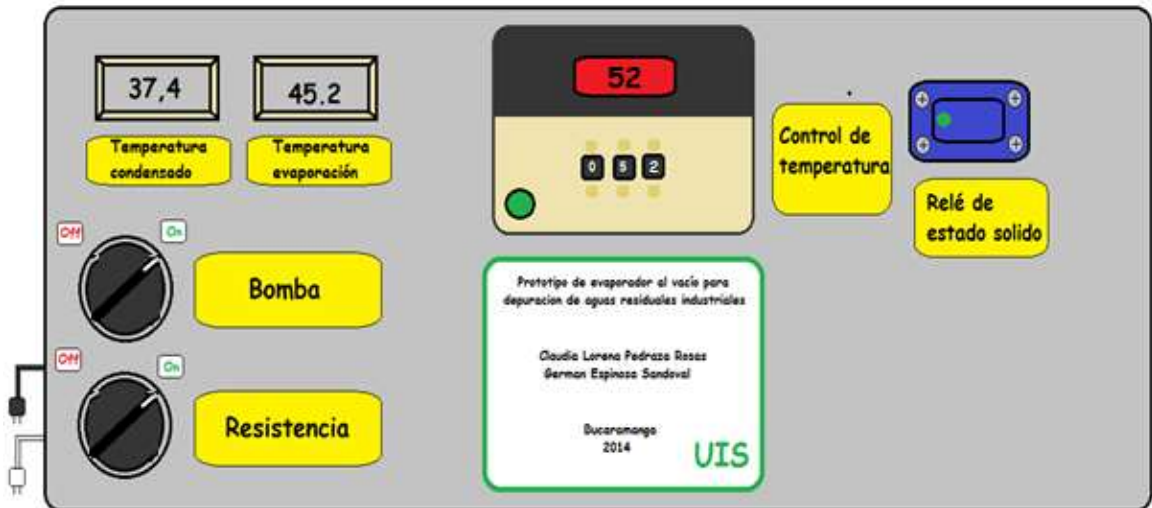 37,4
45.2
Temperatura
condensado
Temperatura
evaporación
52
0 5 2
Control de
temperatura
Relé de
estado solido
Off
On
Bomba
Off
On
Resistencia
Prototipo de evaporador al vacío para
depuracion de aguas residuales industriales
Claudia Lorena Pedraza Rosas
German Espinosa Sandoval
Bucaramanga
2014
UIS